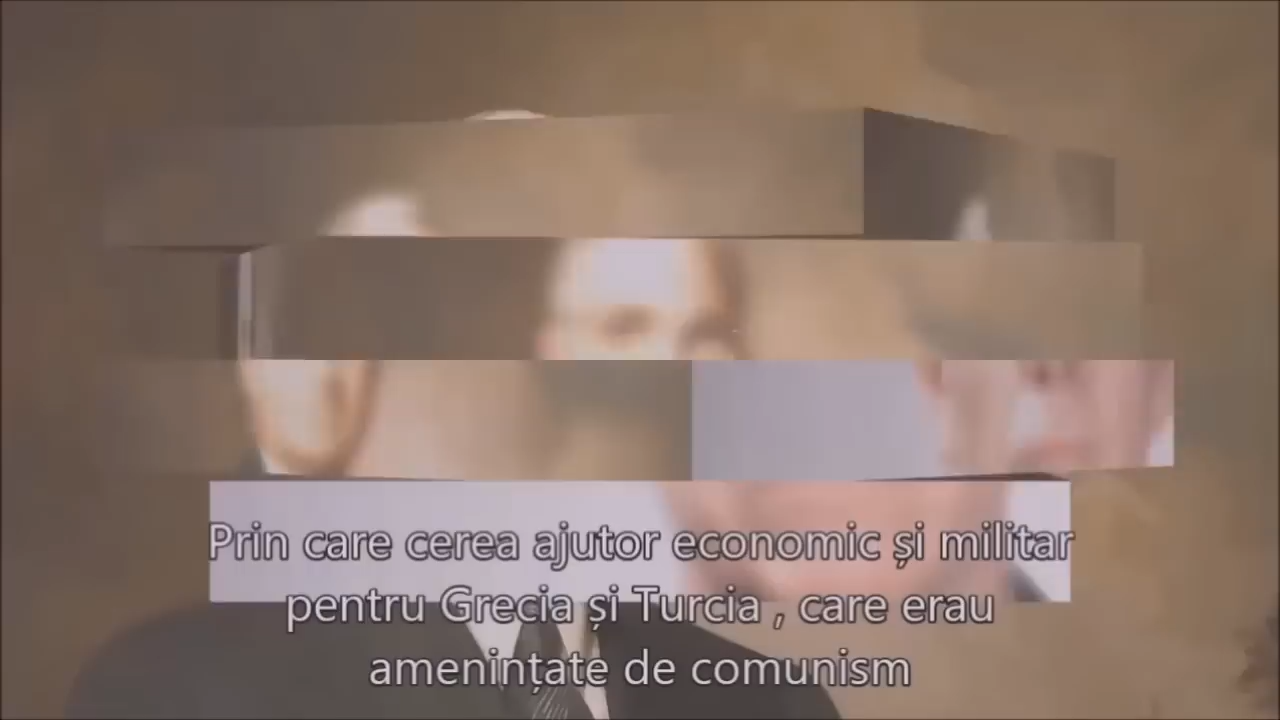 Prin care cerea ajutor economic și militar
pentru Grecia și Turcia , care erau
amenințate de comunism